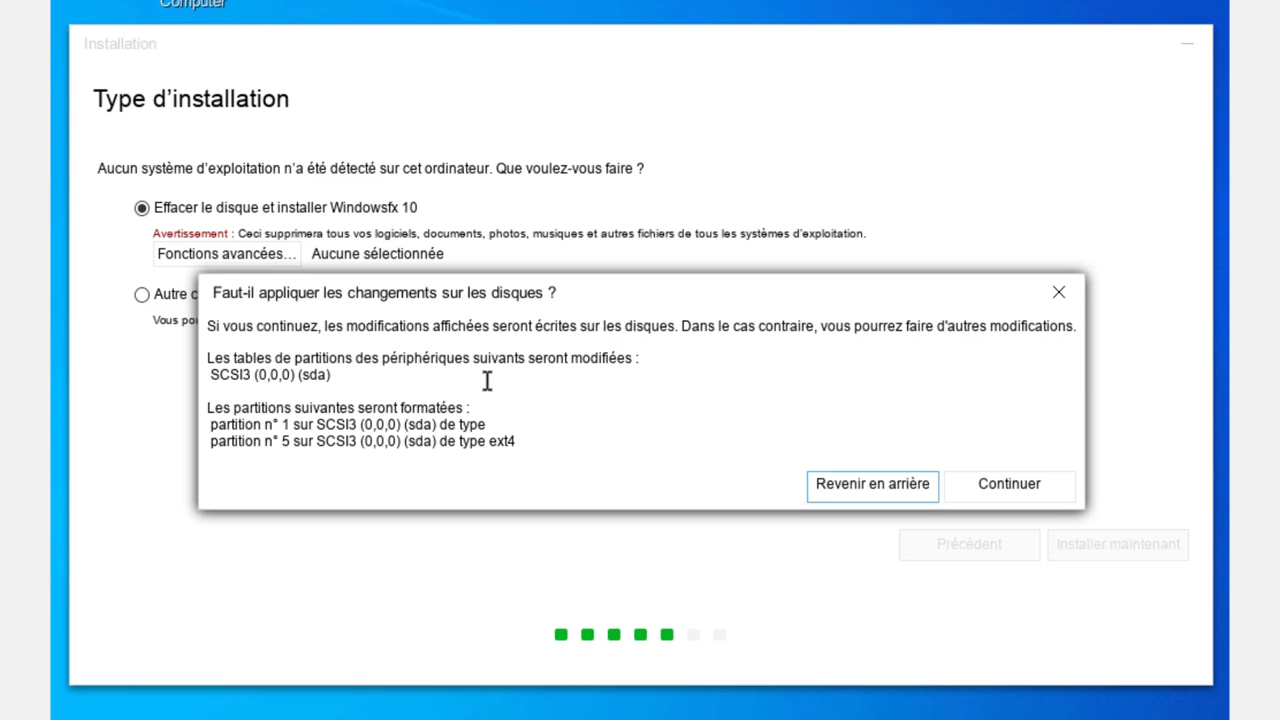 Computer
Installation
Type d’installation
Aucun système d’exploitation n’a été détecté sur cet ordinateur. Que voulez-vous faire ?
Effacer le disque et installer Windowsfx 10
Avertissement : Ceci supprimera tous vos logiciels, documents, photos, musiques et autres fichiers de tous les systèmes d’exploitation.
Fonctions avancées... Aucune sélectionnée
Autre
Vous
Faut-il appliquer les changements sur les disques ?
Si vous continuez, les modifications affichées seront écrites sur les disques. Dans le cas contraire, vous pourrez faire d'autres modifications.
Les tables de partitions des périphériques suivants seront modifiées :
SCSI3 (0,0,0) (sda)
Les partitions suivantes seront formatées :
partition n° 1 sur SCSI3 (0,0,0) (sda) de type
partition n° 5 sur SCSI3 (0,0,0) (sda) de type ext4
Revenir en arrière Continuer
Précédent Installer maintenant